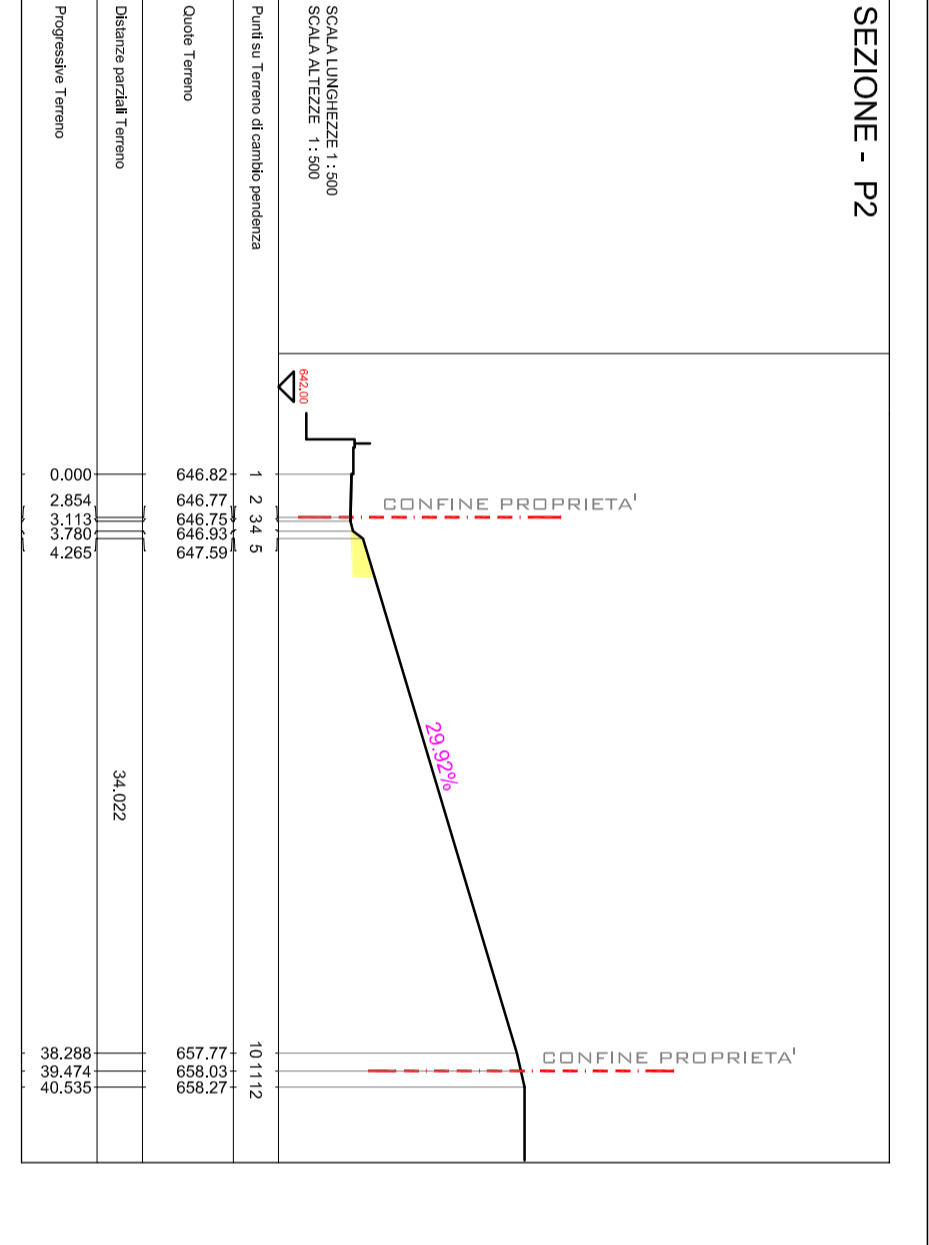 SEZIONE - P2
SCALA LUNGHEZZE 1 : 500
SCALA ALTEZZE 1 : 500
642.00
CONFINE PROPRIETA'
CONFINE PROPRIETA'
29.92%
Punti su Terreno di cambio pendenza 1 2 3 4 5 10 11 12
Quote Terreno 646.82 646.77 646.75 646.93 647.59 657.77 658.03 658.27
Distanze parziali Terreno 34.022
Progressive Terreno 0.000 2.854 3.113 3.780 4.265 38.288 39.474 40.535